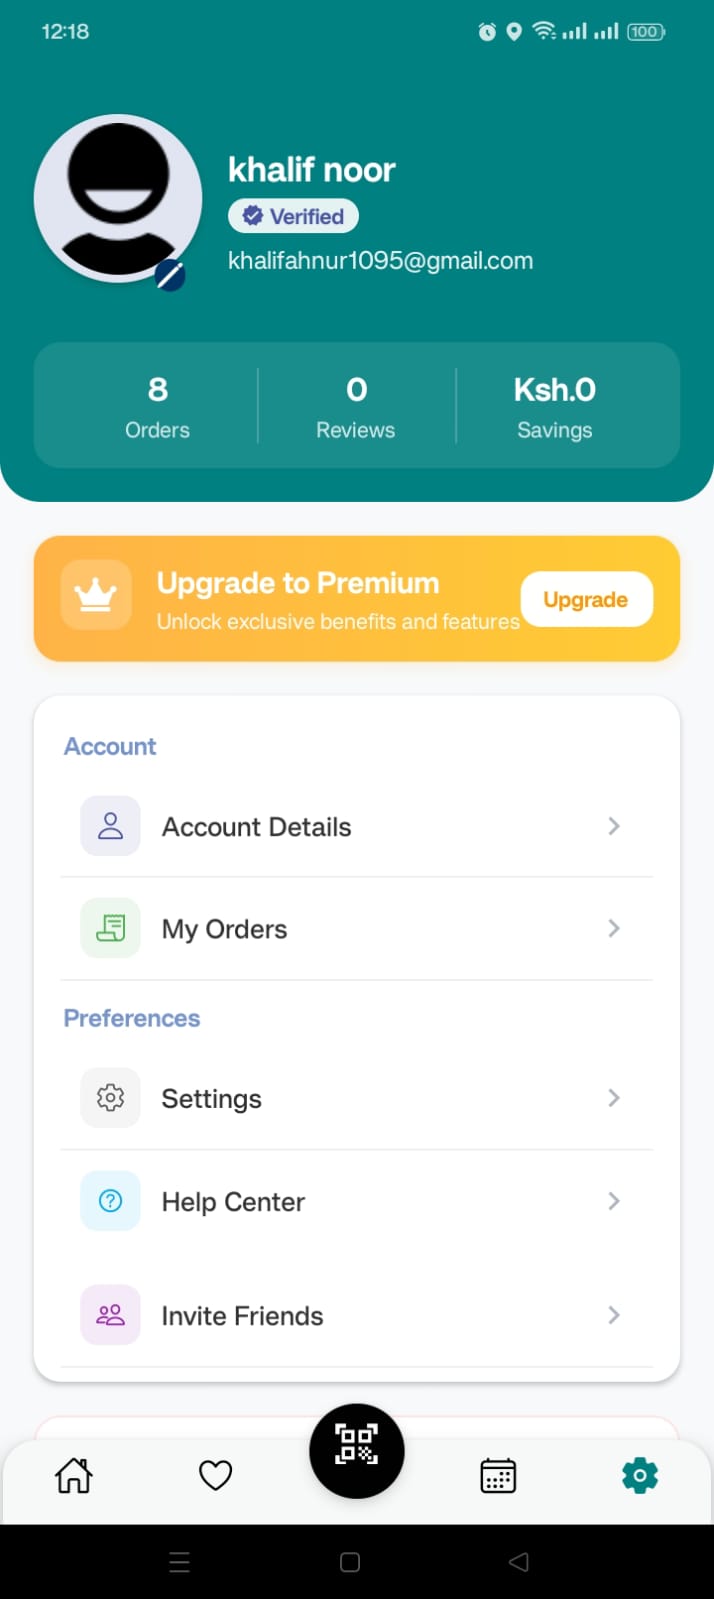 12:18
100
khalif noor
Verified
khalifahnur1095@gmail.com
8
Orders
0
Reviews
Ksh.0
Savings
Upgrade to Premium
Unlock exclusive benefits and features
Upgrade
Account
Account Details
My Orders
Preferences
Settings
Help Center
Invite Friends